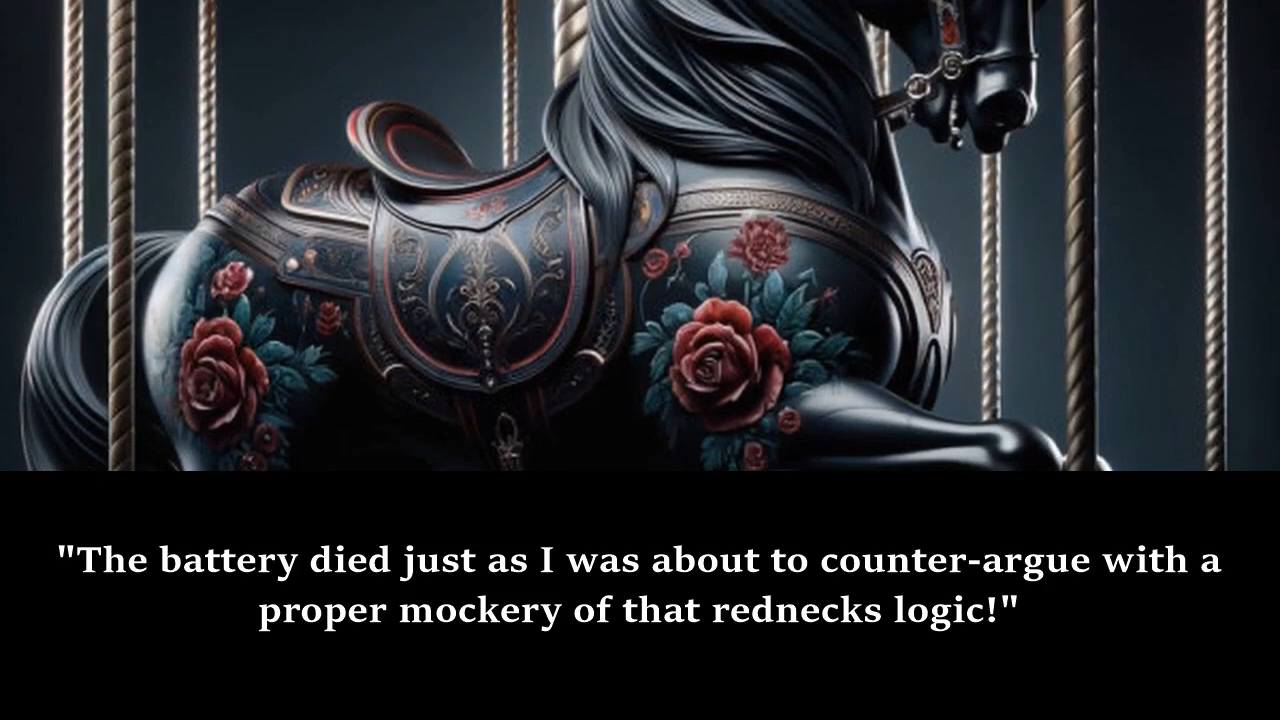 "The battery died just as I was about to counter-argue with a
proper mockery of that rednecks logic!"